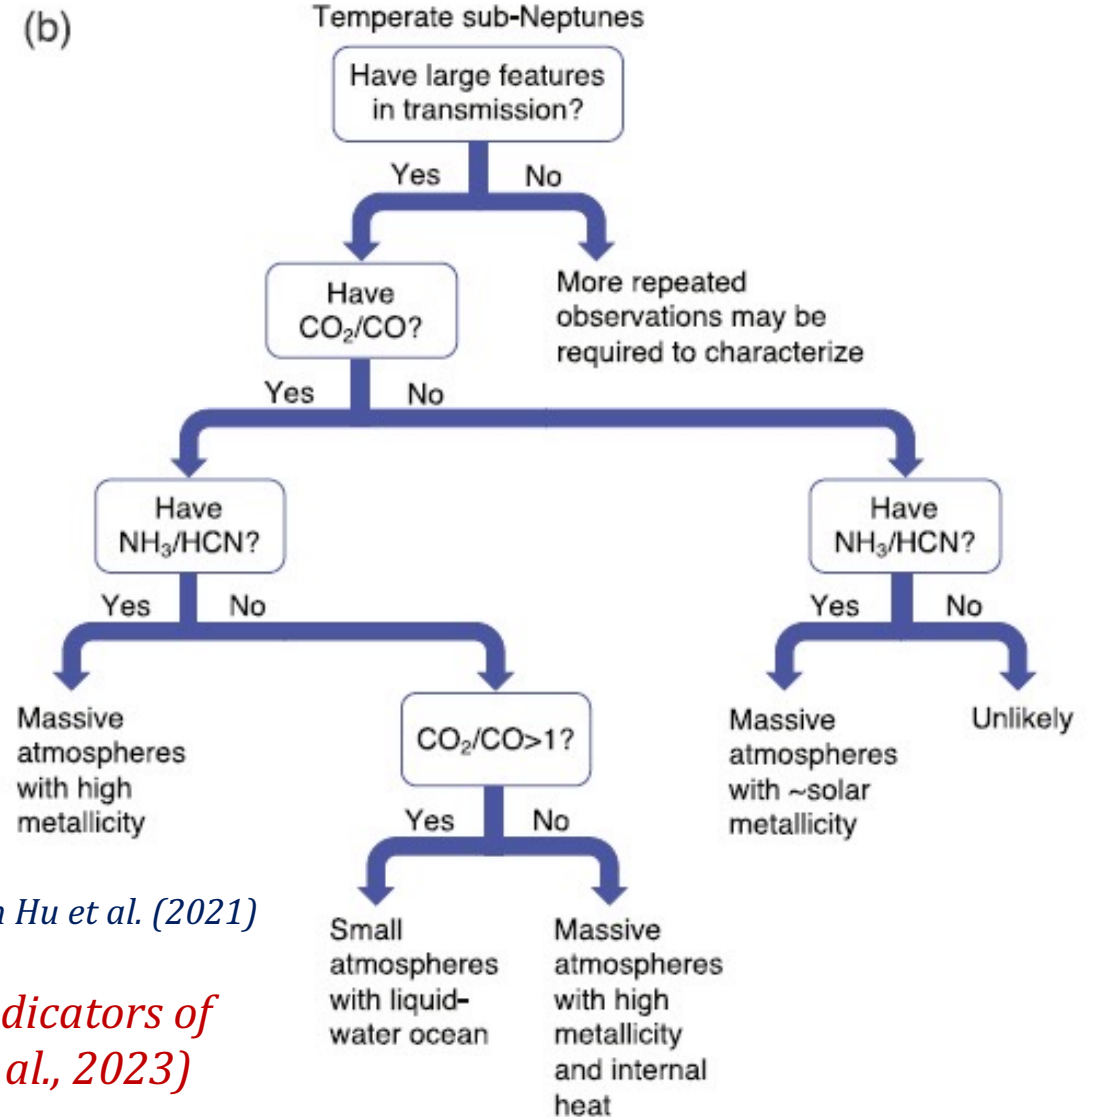 (b)
Temperate sub-Neptunes
Have large features
in transmission?
Yes
No
Have
CO₂/CO?
More repeated
observations may be
required to characterize
Yes
No
Have
NH₃/HCN?
Have
NH₃/HCN?
Yes
No
Yes
No
Massive
atmospheres
with high
metallicity
CO₂/CO>1?
Massive
atmospheres
with ~solar
metallicity
Unlikely
Yes
No
Hu et al. (2021)
Small
atmospheres
with liquid-
water ocean
Massive
atmospheres
with high
metallicity
and internal
heat
dicators of
al., 2023)